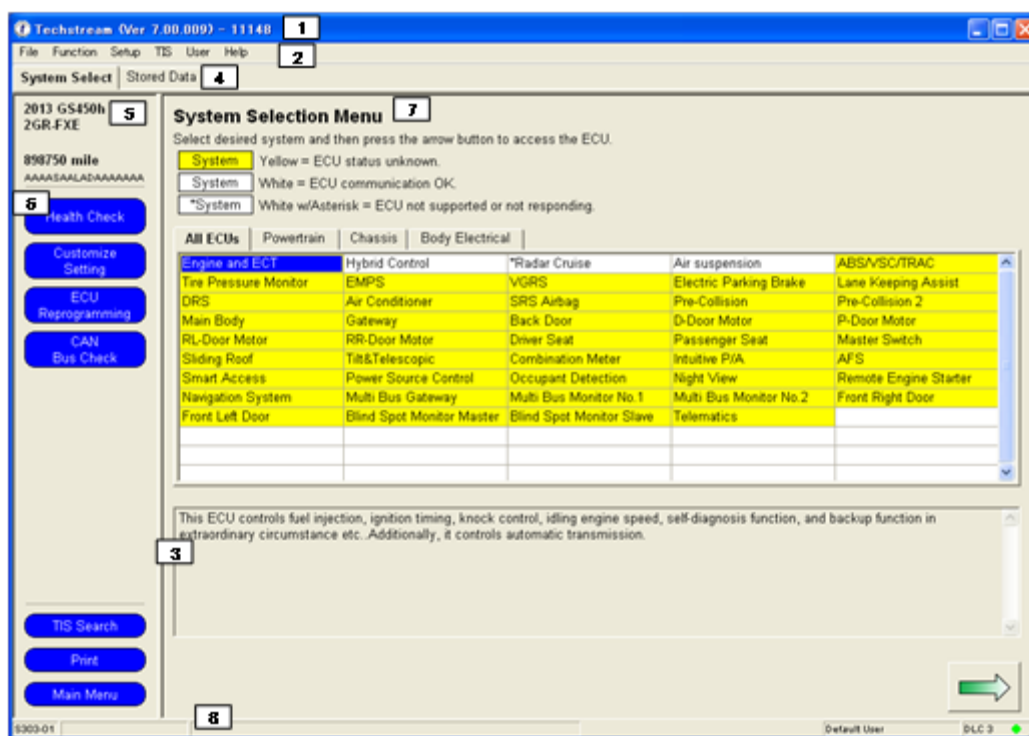 Techstream (Ver 7.00.009) - 11148 1
File Function Setup TIS User Help 2
System Select Stored Data 4
2013 GS450h 5
2GR-FXE
898750 mile
AAAASAALADAAAAAAA
6
Health Check
Customize
Setting
ECU
Reprogramming
CAN
Bus Check
System Selection Menu 7
Select desired system and then press the arrow button to access the ECU.
System Yellow = ECU status unknown.
System White = ECU communication OK.
*System White w/Asterisk = ECU not supported or not responding.
All ECUs Powertrain Chassis Body Electrical
Engine and ECT Hybrid Control *Radar Cruise Air suspension ABS/VSC/TRAC
Tire Pressure Monitor EMPS VGRS Electric Parking Brake Lane Keeping Assist
DRS Air Conditioner SRS Airbag Pre-Collision Pre-Collision 2
Main Body Gateway Back Door D-Door Motor P-Door Motor
RL-Door Motor RR-Door Motor Driver Seat Passenger Seat Master Switch
Sliding Roof Tilt&Telescopic Combination Meter Intuitive P/A AFS
Smart Access Power Source Control Occupant Detection Night View Remote Engine Starter
Navigation System Multi Bus Gateway Multi Bus Monitor No.1 Multi Bus Monitor No.2 Front Right Door
Front Left Door Blind Spot Monitor Master Blind Spot Monitor Slave Telematics
This ECU controls fuel injection, ignition timing, knock control, idling engine speed, self-diagnosis function, and backup function in
extraordinary circumstance etc..Additionally, it controls automatic transmission.
3
TIS Search
Print
Main Menu
S303-01 8 Default User DLC 3